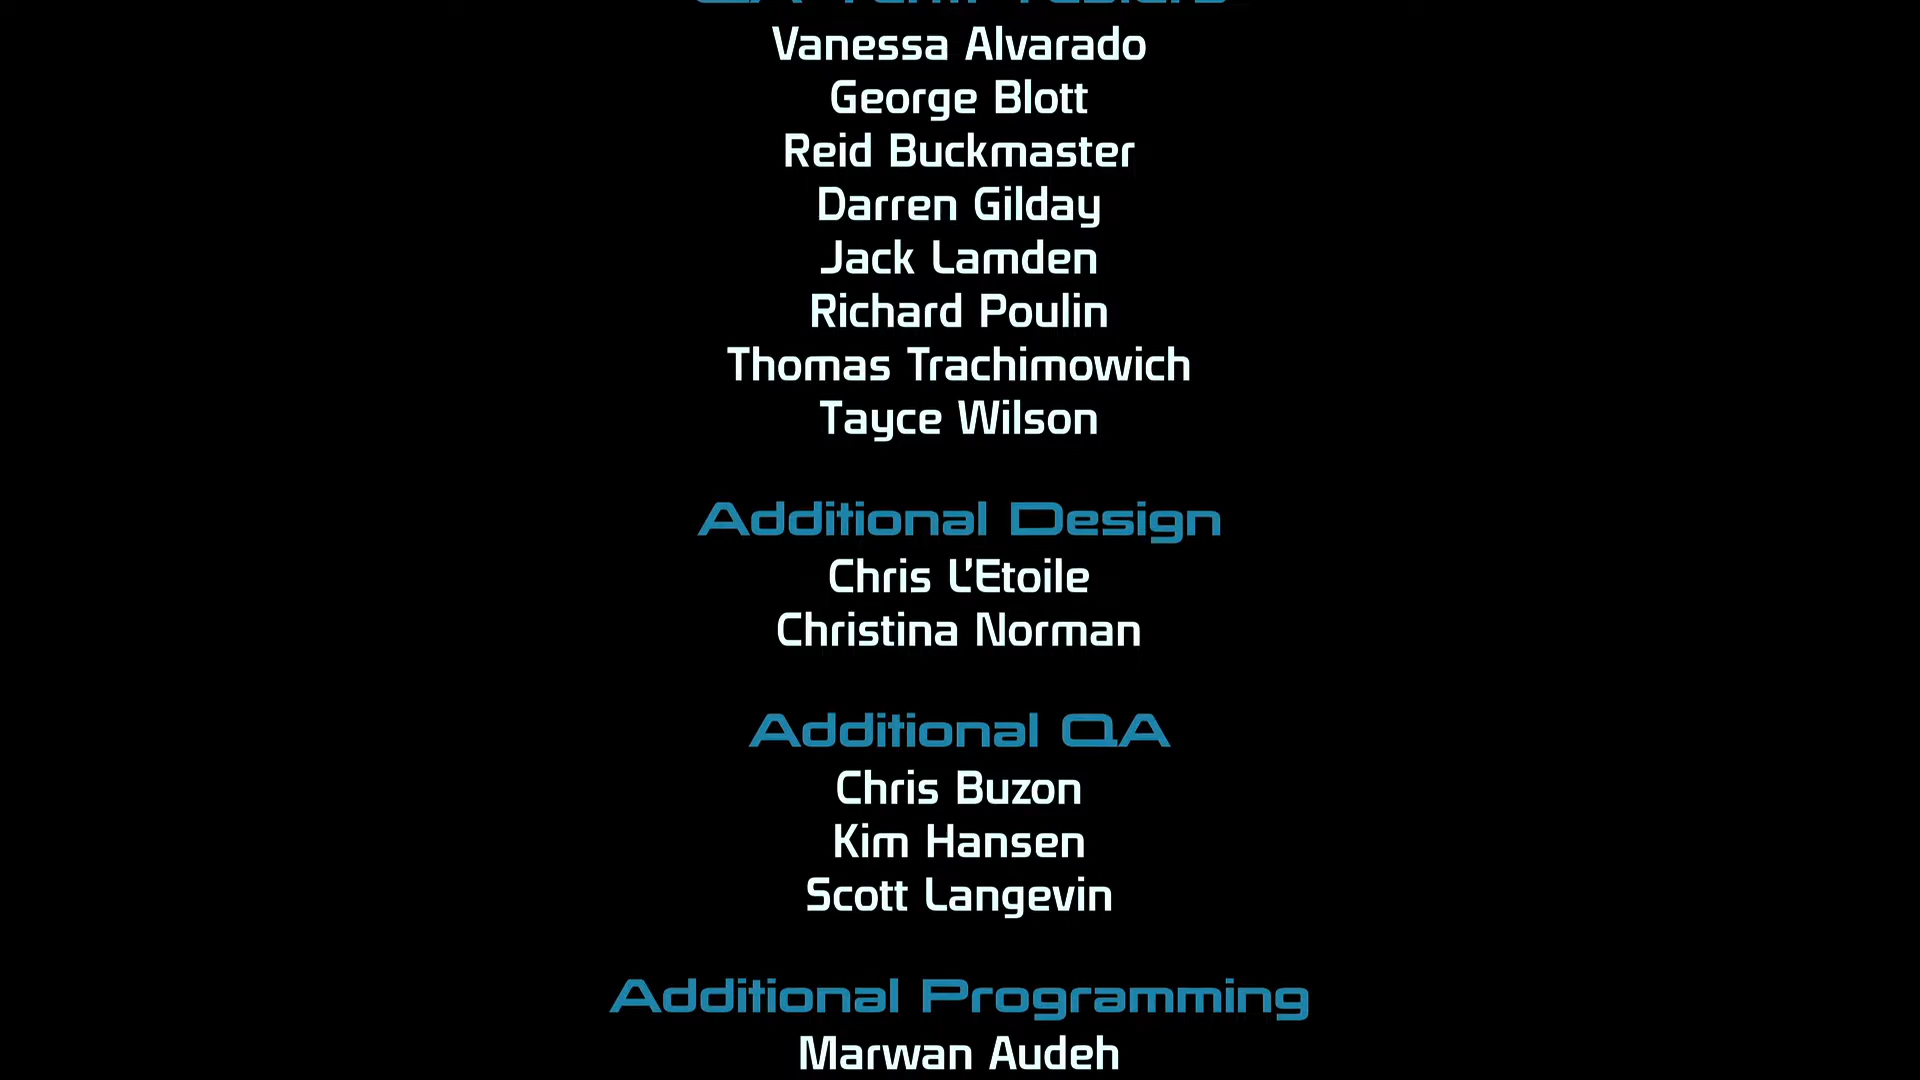 Vanessa Alvarado
George Blott
Reid Buckmaster
Darren Gilday
Jack Lamden
Richard Poulin
Thomas Trachimowich
Tayce Wilson
Additional Design
Chris L’Etoile
Christina Norman
Additional QA
Chris Buzon
Kim Hansen
Scott Langevin
Additional Programming
Marwan Audeh